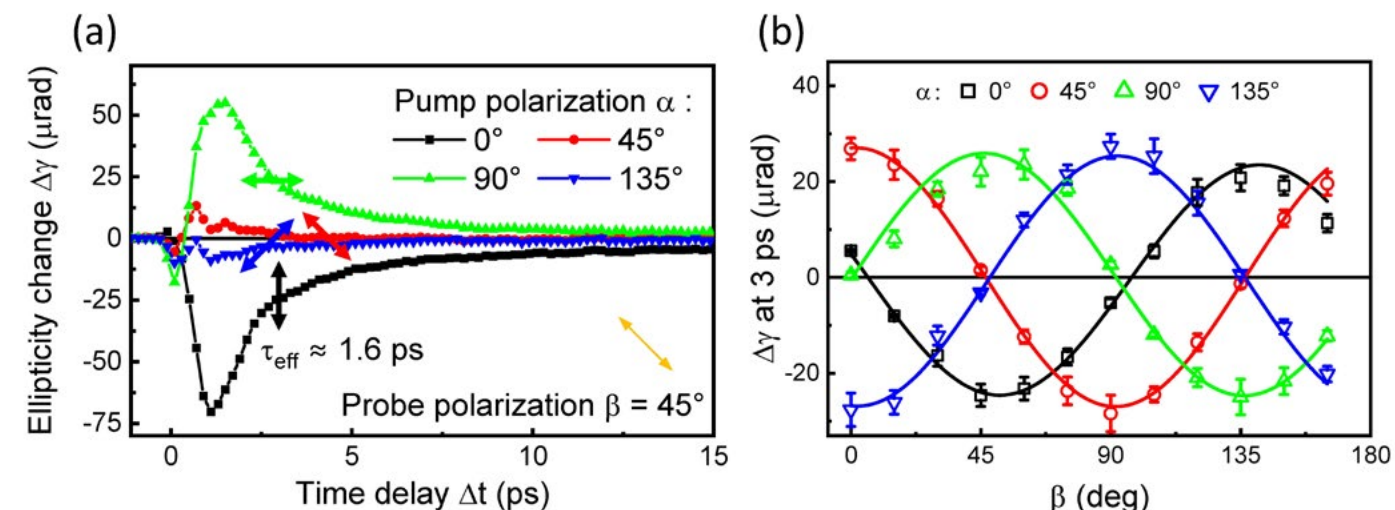 (a)
Ellipticity change Δγ (μrad)
50
25
0
-25
-50
-75
Pump polarization α :
0° 45°
90° 135°
τeff ≈ 1.6 ps
Probe polarization β = 45°
0 5 10 15
Time delay Δt (ps)
(b)
Δγ at 3 ps (μrad)
40
20
0
-20
α: 0° 45° 90° 135°
0 45 90 135 180
β (deg)